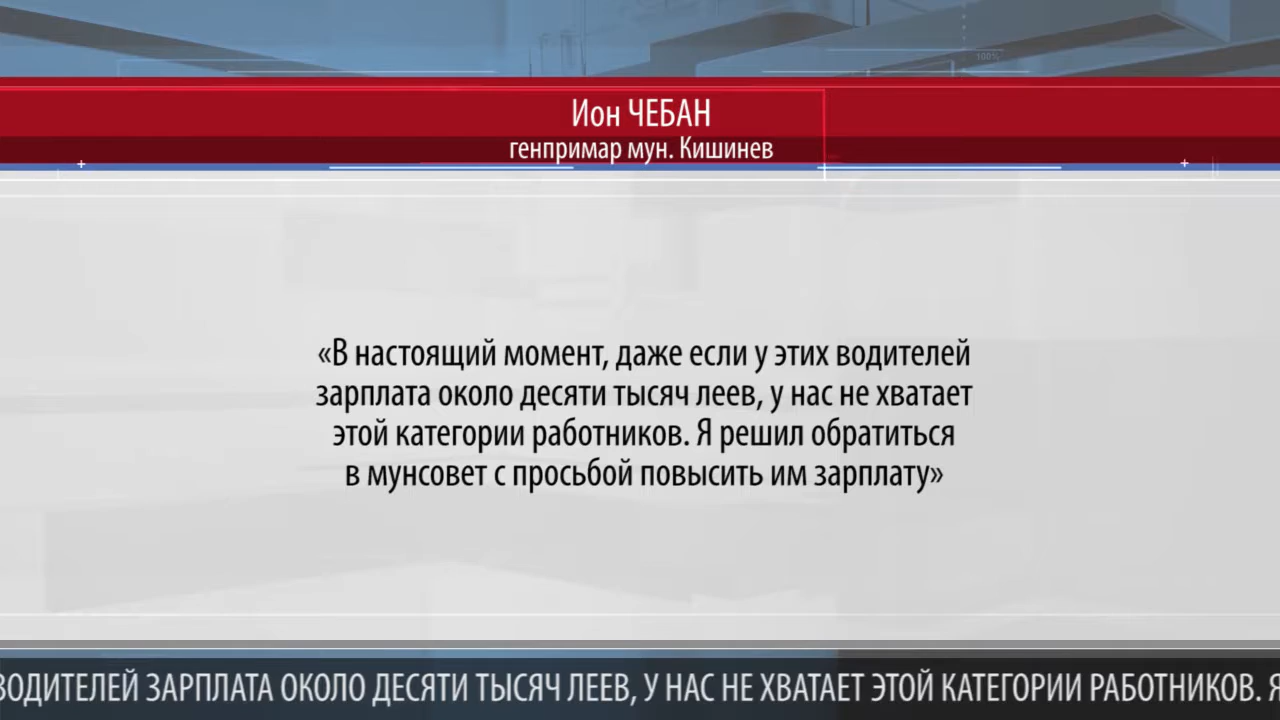 100%
Ион ЧЕБАН
генпримар мун. Кишинев
«В настоящий момент, даже если у этих водителей
зарплата около десяти тысяч леев, у нас не хватает
этой категории работников. Я решил обратиться
в мунсовет с просьбой повысить им зарплату»
ВОДИТЕЛЕЙ ЗАРПЛАТА ОКОЛО ДЕСЯТИ ТЫСЯЧ ЛЕЕВ, У НАС НЕ ХВАТАЕТ ЭТОЙ КАТЕГОРИИ РАБОТНИКОВ. Я